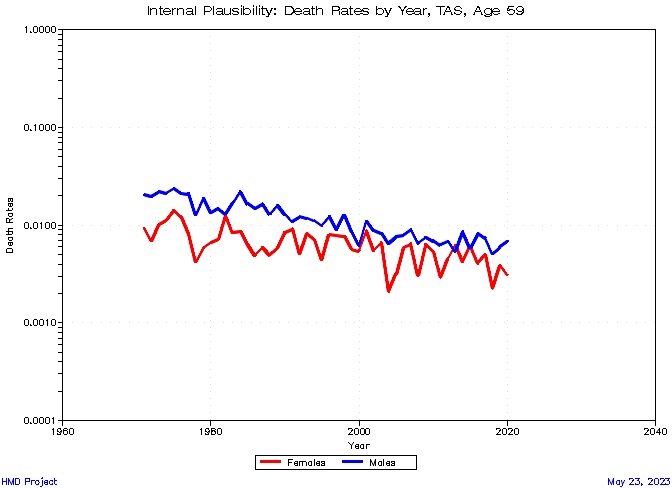 Internal Plausibility: Death Rates by Year, TAS, Age 59
1.0000
0.1000
0.0100
0.0010
0.0001
Death Rates
1960 1980 2000 2020 2040
Year
Females Males
HMD Project
May 23, 2023